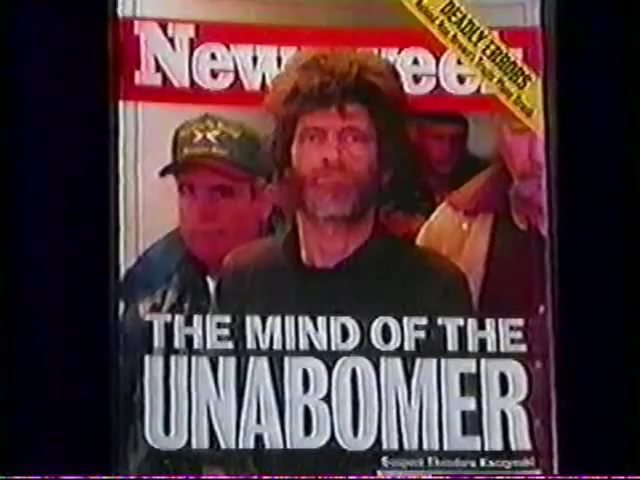 DEADLY ERRORS
Newsweek
THE MIND OF THE
UNABOMER
Suspect Theodore Kaczynski